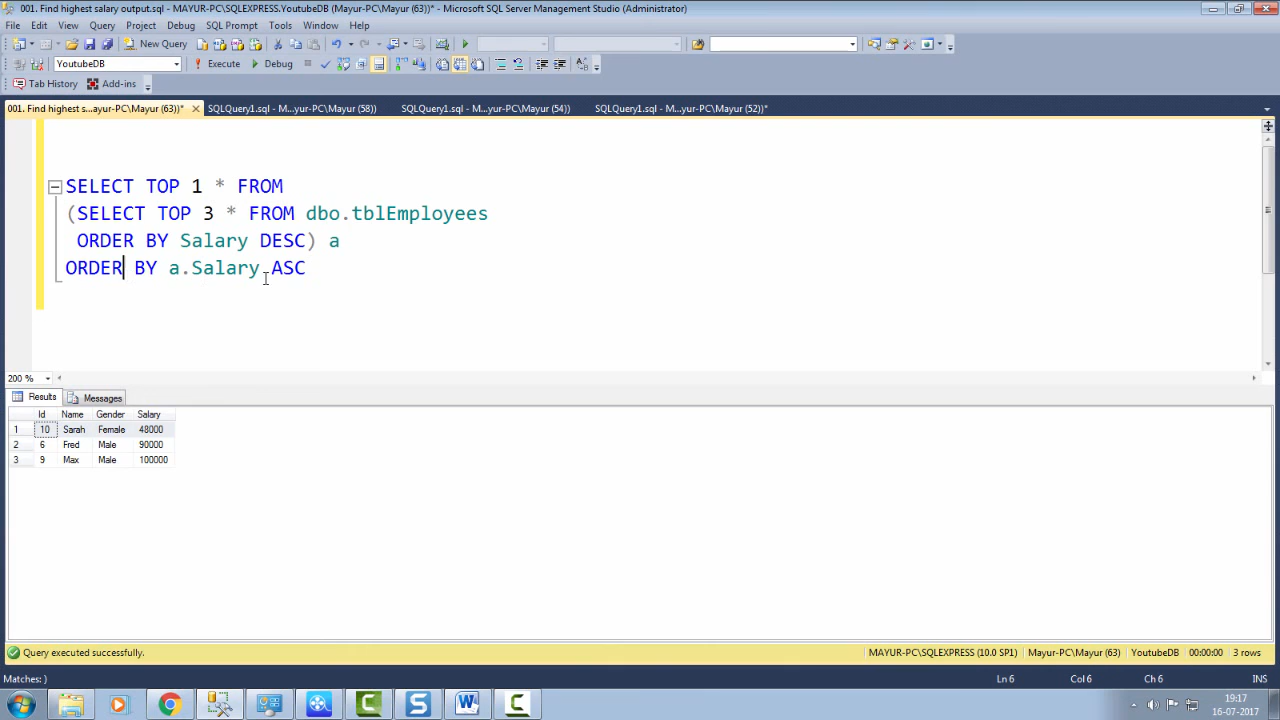 001. Find highest salary output.sql - MAYUR-PC\SQLEXPRESS.YoutubeDB (Mayur-PC\Mayur (63))* - Microsoft SQL Server Management Studio (Administrator)
File Edit View Query Project Debug SQL Prompt Tools Window Help
New Query
YoutubeDB Execute Debug
Tab History Add-ins
001. Find highest s...ayur-PC\Mayur (63))* SQLQuery1.sql - M...yur-PC\Mayur (58)) SQLQuery1.sql - M...yur-PC\Mayur (54)) SQLQuery1.sql - M...yur-PC\Mayur (52))*
SELECT TOP 1 * FROM
(SELECT TOP 3 * FROM dbo.tblEmployees
ORDER BY Salary DESC) a
ORDER BY a.Salary ASC
200 %
Results Messages
Id Name Gender Salary
1 10 Sarah Female 48000
2 6 Fred Male 90000
3 9 Max Male 100000
Query executed successfully. MAYUR-PC\SQLEXPRESS (10.0 SP1) Mayur-PC\Mayur (63) YoutubeDB 00:00:00 3 rows
Matches: ) Ln 6 Col 6 Ch 6 INS
19:17
16-07-2017